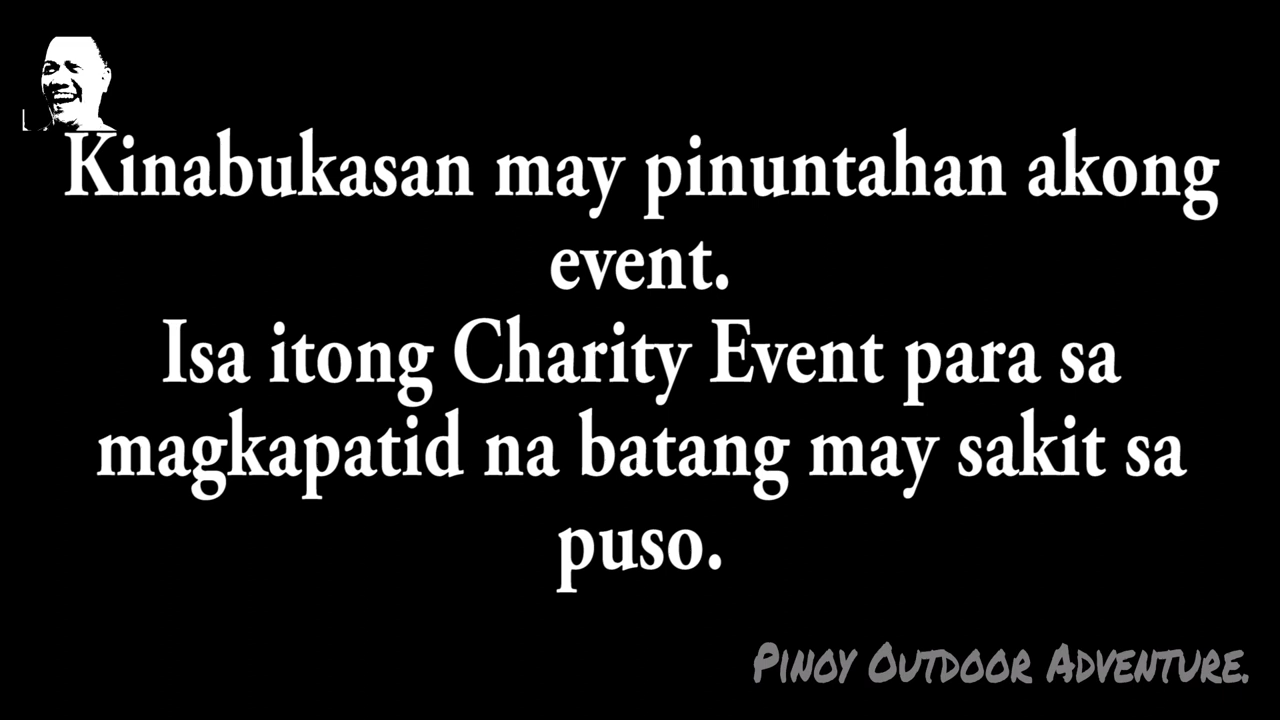 Kinabukasan may pinuntahan akong
event.
Isa itong Charity Event para sa
magkapatid na batang may sakit sa
puso.
Pinoy Outdoor Adventure.